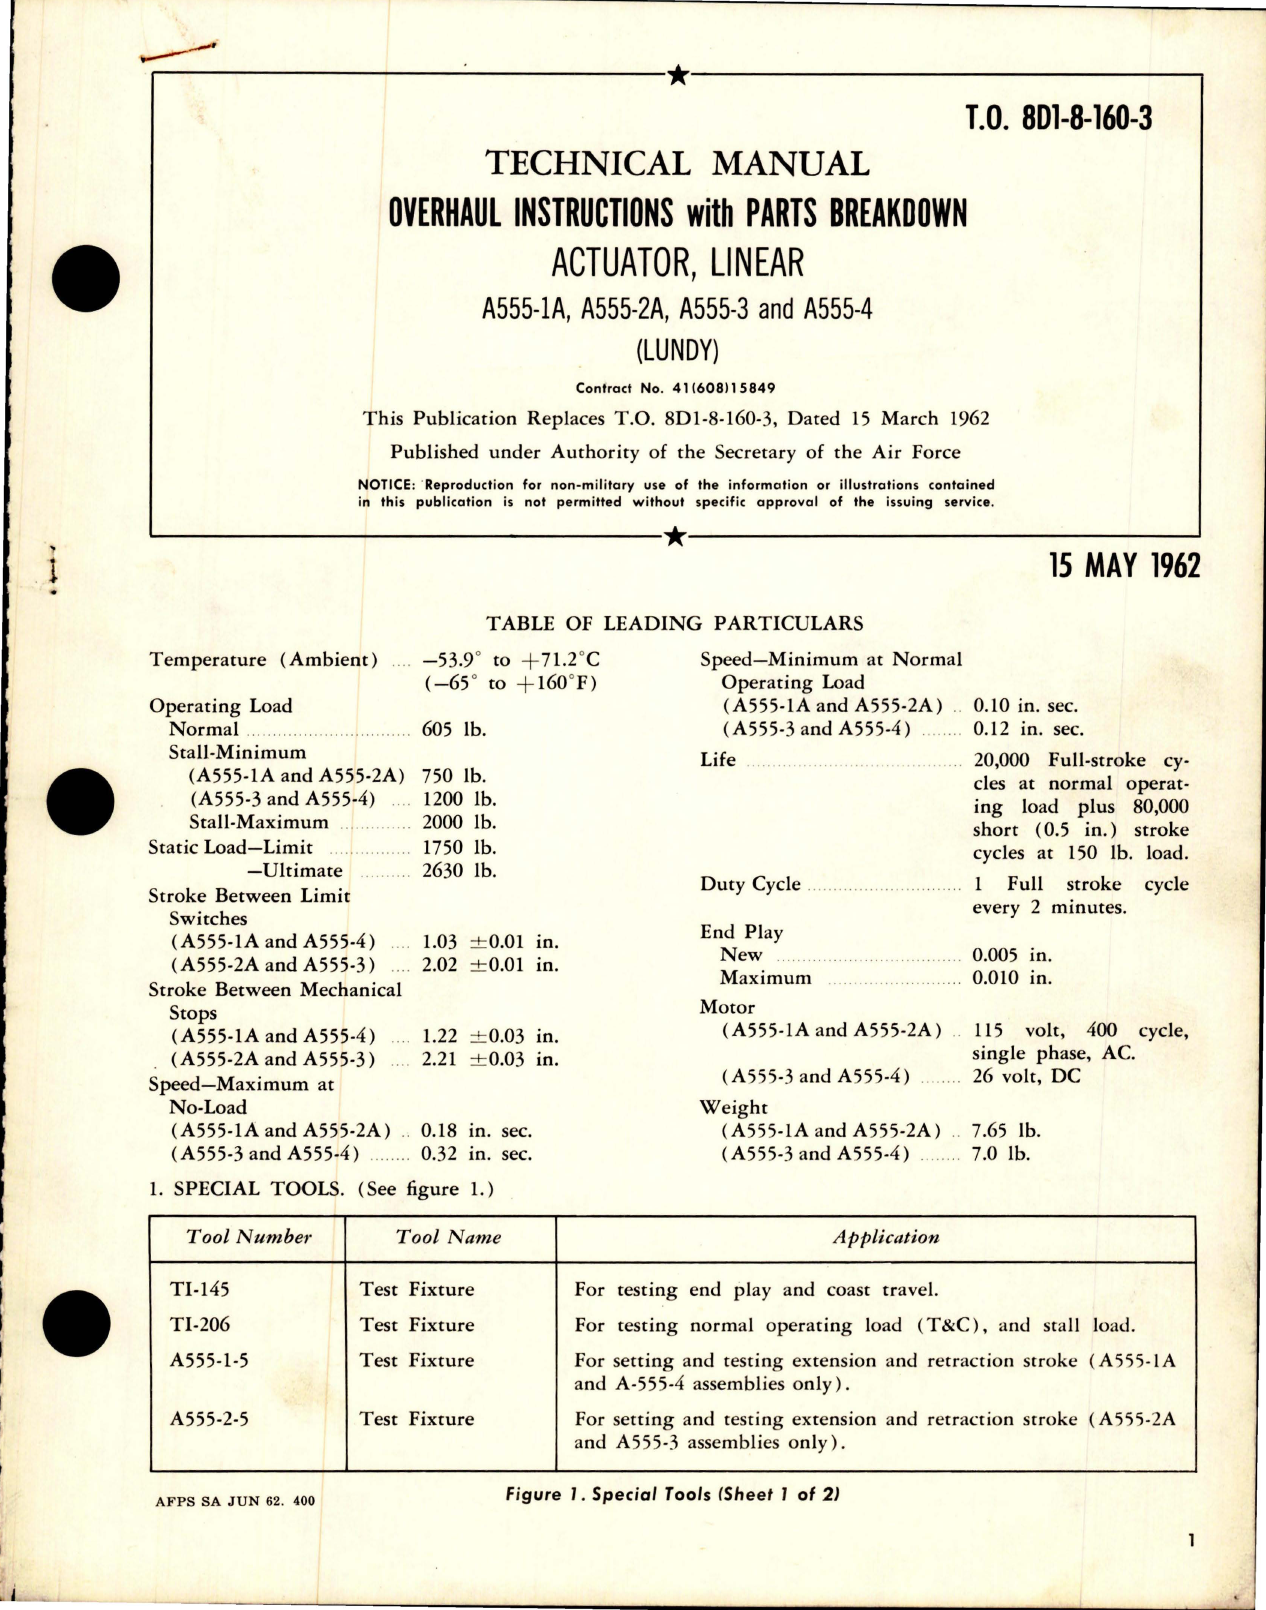 T.O. 8D1-8-160-3
TECHNICAL MANUAL
OVERHAUL INSTRUCTIONS with PARTS BREAKDOWN
ACTUATOR, LINEAR
A555-1A, A555-2A, A555-3 and A555-4
(LUNDY)
Contract No. 41(608)15849
This Publication Replaces T.O. 8D1-8-160-3, Dated 15 March 1962
Published under Authority of the Secretary of the Air Force
NOTICE: Reproduction for non-military use of the information or illustrations contained
in this publication is not permitted without specific approval of the issuing service.
15 MAY 1962
TABLE OF LEADING PARTICULARS
Temperature (Ambient) .... —53.9° to +71.2°C
(—65° to +160°F)
Operating Load
Normal .............................. 605 lb.
Stall-Minimum
(A555-1A and A555-2A) 750 lb.
(A555-3 and A555-4) .... 1200 lb.
Stall-Maximum ............. 2000 lb.
Static Load—Limit ............... 1750 lb.
—Ultimate .......... 2630 lb.
Stroke Between Limit
Switches
(A555-1A and A555-4) .... 1.03 ±0.01 in.
(A555-2A and A555-3) .... 2.02 ±0.01 in.
Stroke Between Mechanical
Stops
(A555-1A and A555-4) .... 1.22 ±0.03 in.
(A555-2A and A555-3) .... 2.21 ±0.03 in.
Speed—Maximum at
No-Load
(A555-1A and A555-2A) .. 0.18 in. sec.
(A555-3 and A555-4) ........ 0.32 in. sec.
Speed—Minimum at Normal
Operating Load
(A555-1A and A555-2A) .. 0.10 in. sec.
(A555-3 and A555-4) ........ 0.12 in. sec.
Life ........................................ 20,000 Full-stroke cy-
cles at normal operat-
ing load plus 80,000
short (0.5 in.) stroke
cycles at 150 lb. load.
Duty Cycle ............................ 1 Full stroke cycle
every 2 minutes.
End Play
New .................................. 0.005 in.
Maximum ......................... 0.010 in.
Motor
(A555-1A and A555-2A) .. 115 volt, 400 cycle,
single phase, AC.
(A555-3 and A555-4) ........ 26 volt, DC
Weight
(A555-1A and A555-2A) .. 7.65 lb.
(A555-3 and A555-4) ........ 7.0 lb.
1. SPECIAL TOOLS. (See figure 1.)
Tool Number Tool Name Application
TI-145 Test Fixture For testing end play and coast travel.
TI-206 Test Fixture For testing normal operating load (T&C), and stall load.
A555-1-5 Test Fixture For setting and testing extension and retraction stroke (A555-1A
and A-555-4 assemblies only).
A555-2-5 Test Fixture For setting and testing extension and retraction stroke (A555-2A
and A555-3 assemblies only).
AFPS SA JUN 62. 400
Figure 1. Special Tools (Sheet 1 of 2)
1